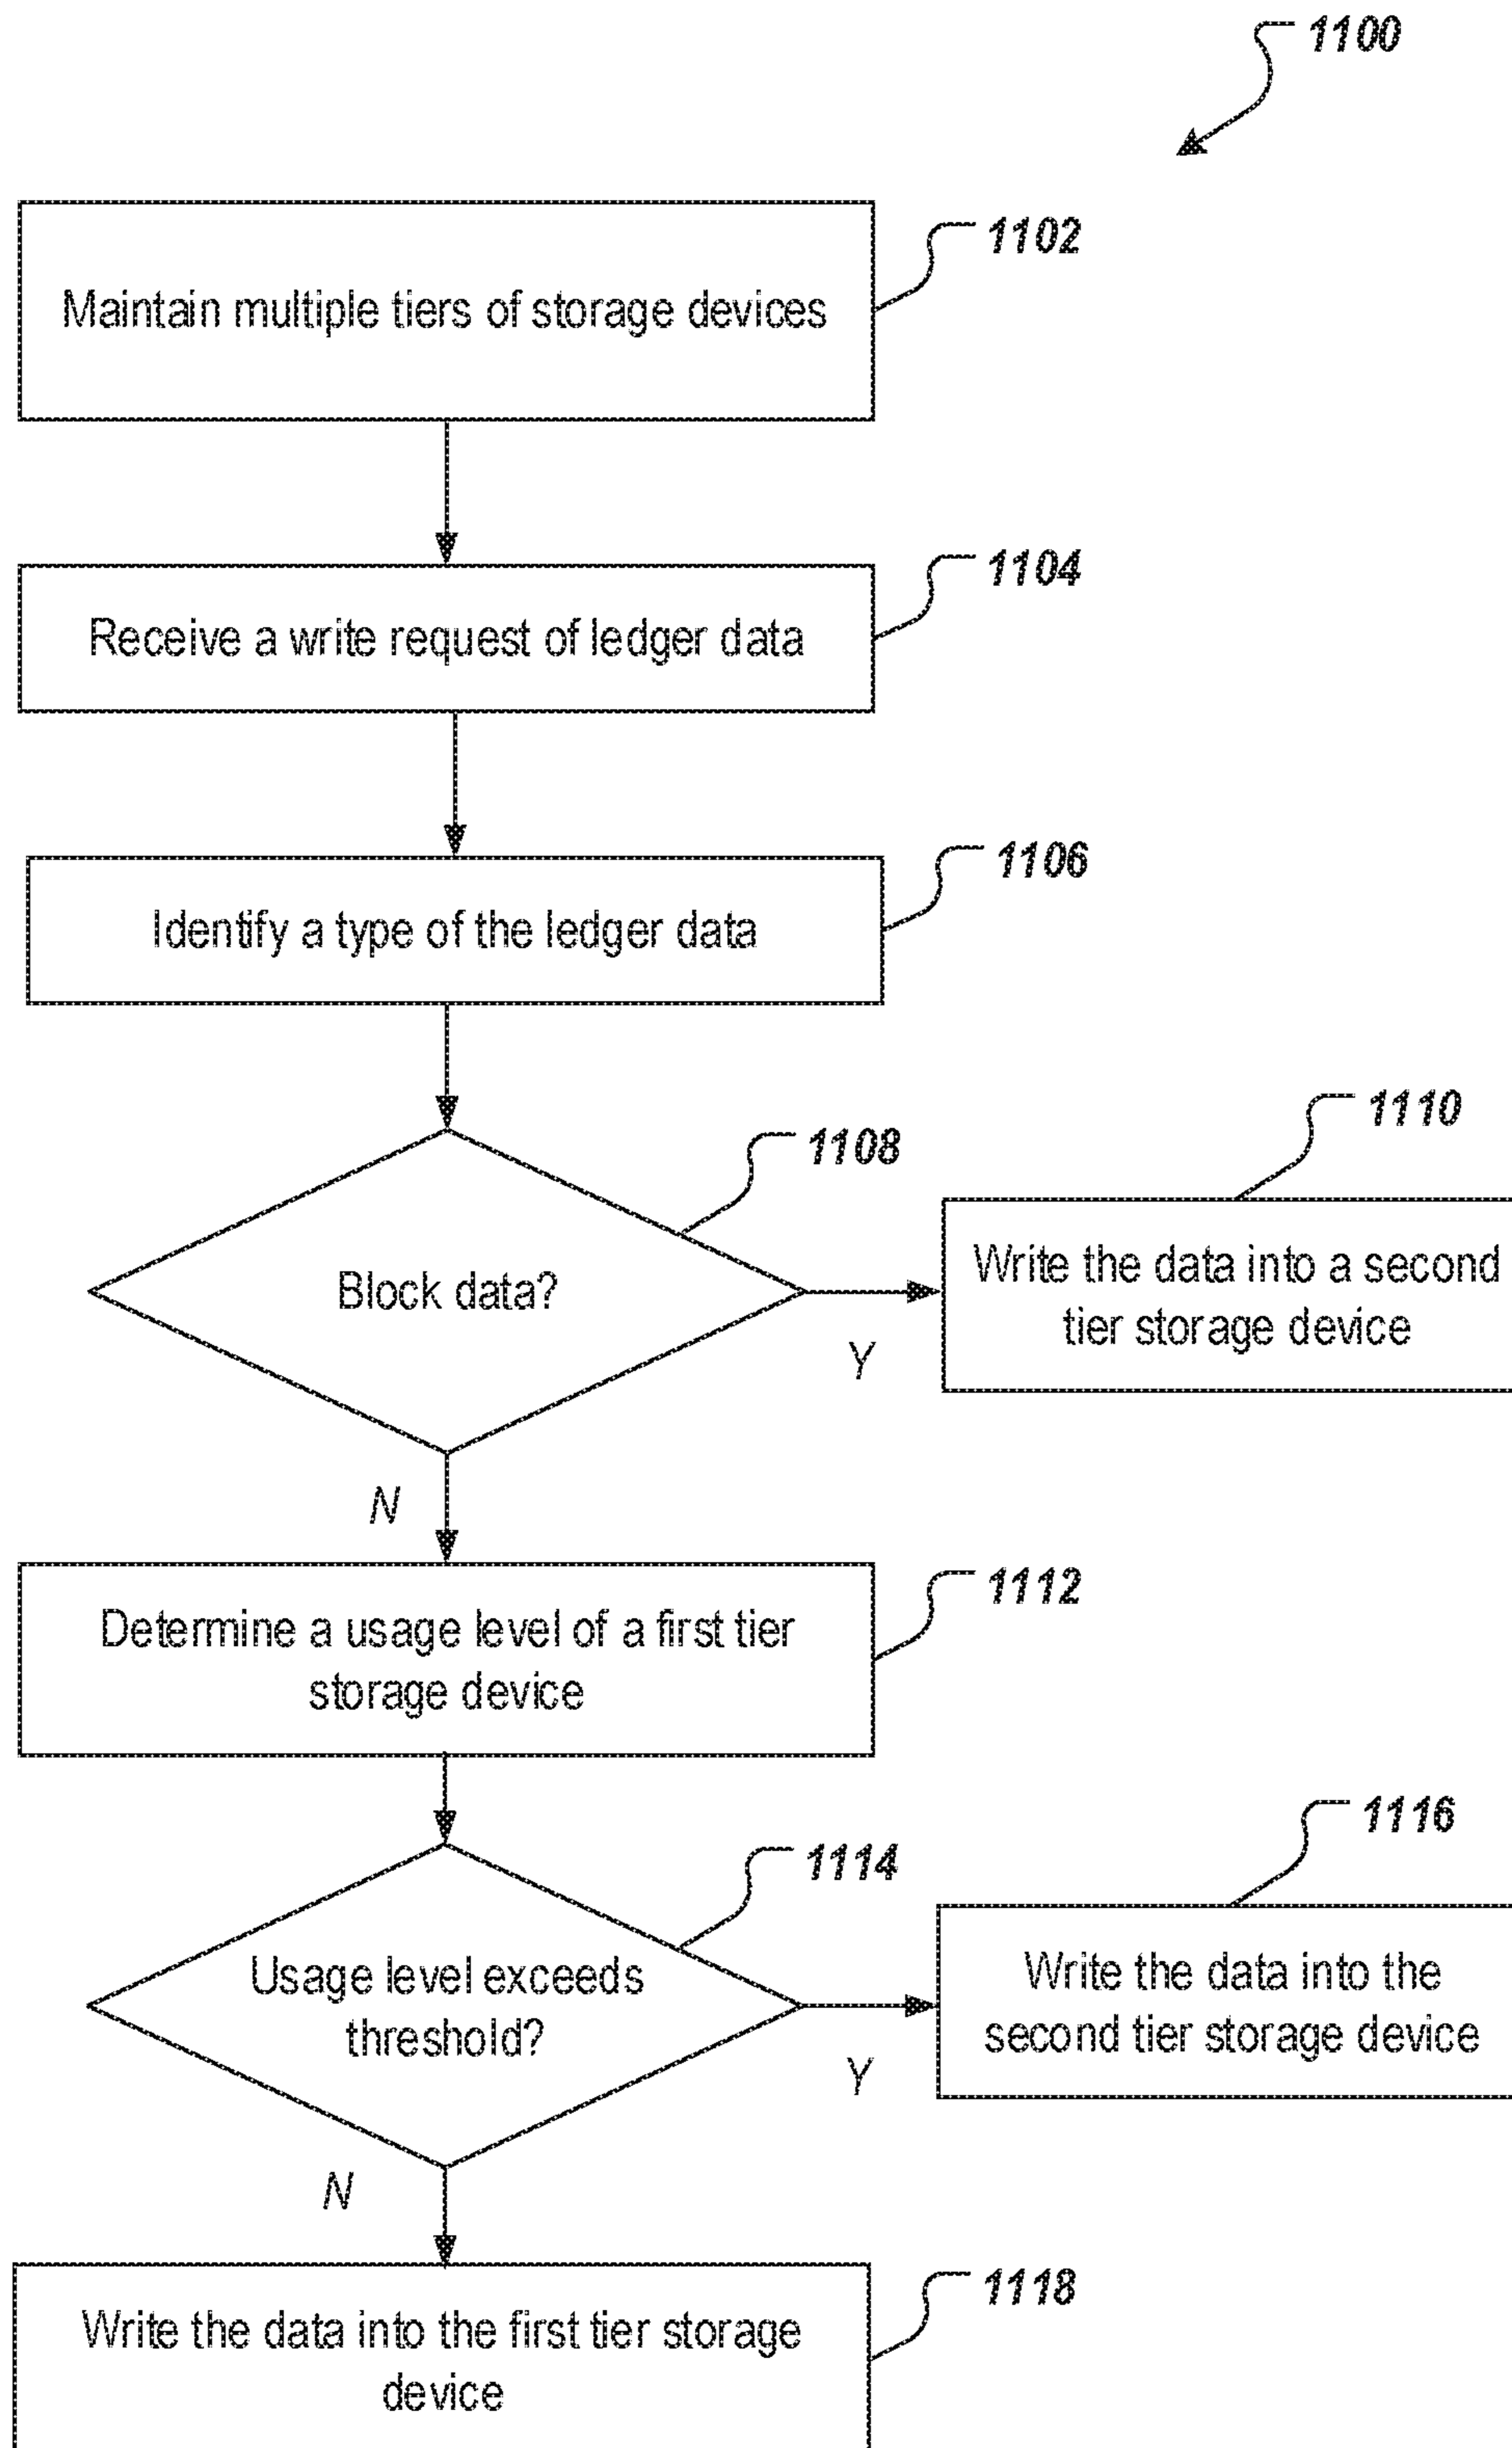 1100
1102
Maintain multiple tiers of storage devices
1104
Receive a write request of ledger data
1106
Identify a type of the ledger data
1108
Block data?
Y
1110
Write the data into a second
tier storage device
N
1112
Determine a usage level of a first tier
storage device
1114
Usage level exceeds
threshold?
Y
1116
Write the data into the
second tier storage device
N
1118
Write the data into the first tier storage
device